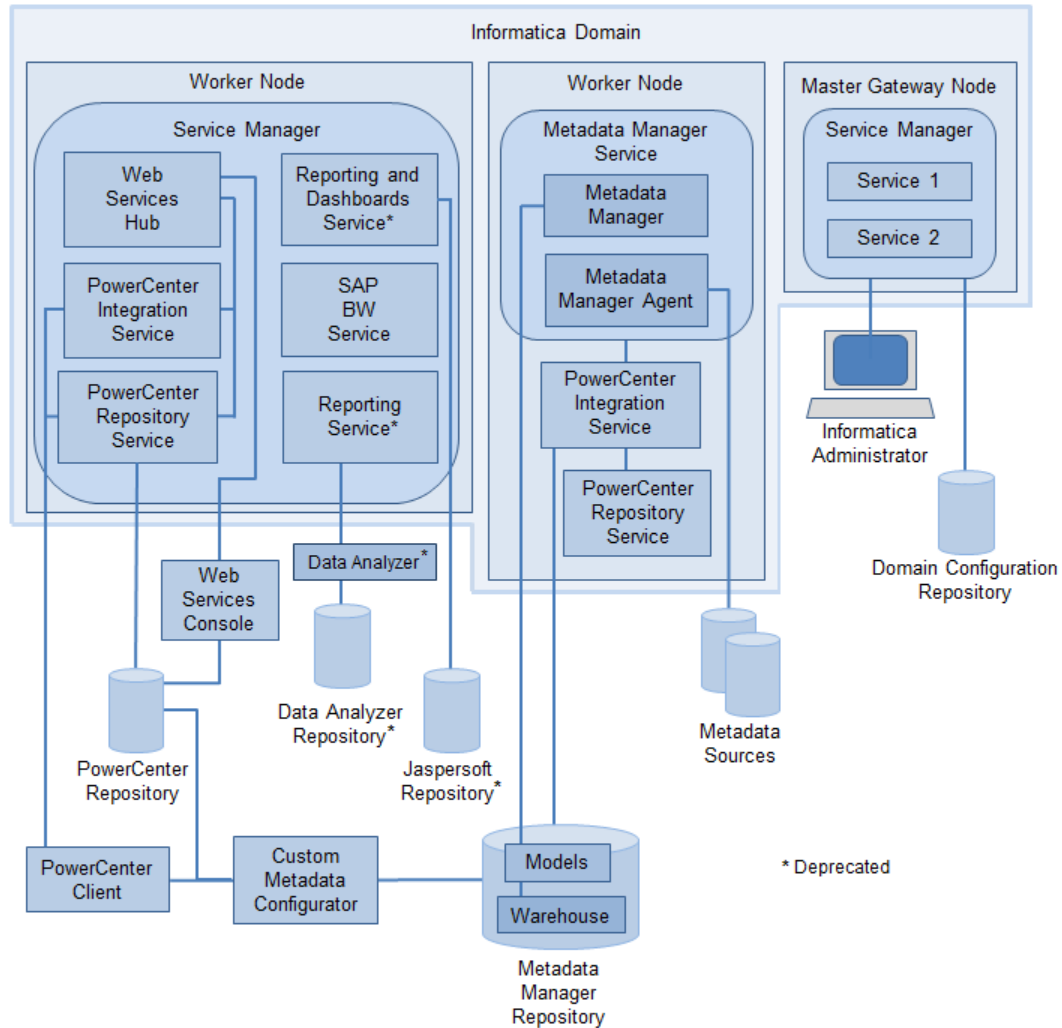 Informatica Domain
Worker Node
Service Manager
Web
Services
Hub
Reporting and
Dashboards
Service*
PowerCenter
Integration
Service
SAP
BW
Service
PowerCenter
Repository
Service
Reporting
Service*
Worker Node
Metadata Manager
Service
Metadata
Manager
Metadata
Manager Agent
PowerCenter
Integration
Service
PowerCenter
Repository
Service
Master Gateway Node
Service Manager
Service 1
Service 2
Informatica
Administrator
Domain Configuration
Repository
Web
Services
Console
Data Analyzer*
PowerCenter
Repository
Data Analyzer
Repository*
Jaspersoft
Repository*
Metadata
Sources
PowerCenter
Client
Custom
Metadata
Configurator
Models
Warehouse
Metadata
Manager
Repository
* Deprecated